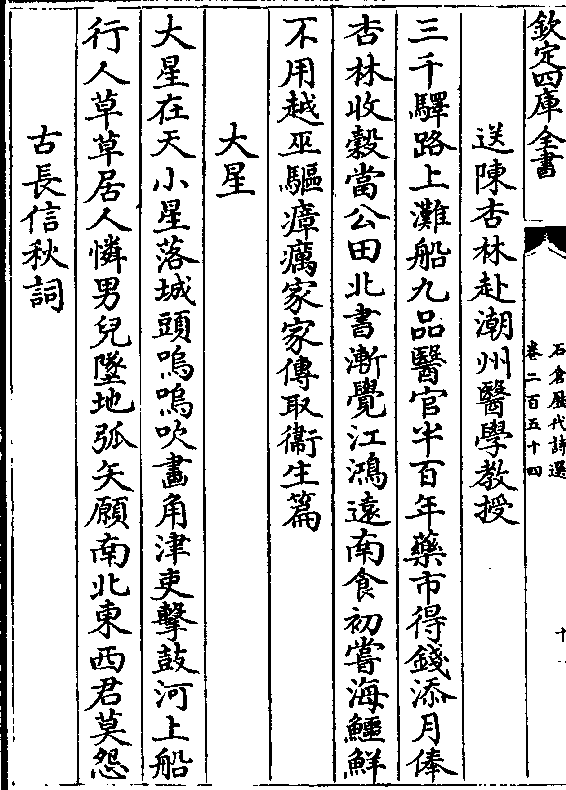 欽定四庫全書
石倉歷代詩選
卷二百五十四
十一
送陳杏林赴潮州醫學教授
三千驛路上灘船九品醫官半百年藥市得錢添月俸
杏林收穀當公田北書漸覺江鴻遠南食初嘗海鱷鮮
不用越巫驅瘴癘家家傳取衞生篇
大星
大星在天小星落城頭嗚嗚吹畫角津吏擊鼓河上船
行人草草居人憐男兒墜地弧矢願南北東西君莫怨
古長信秋詞